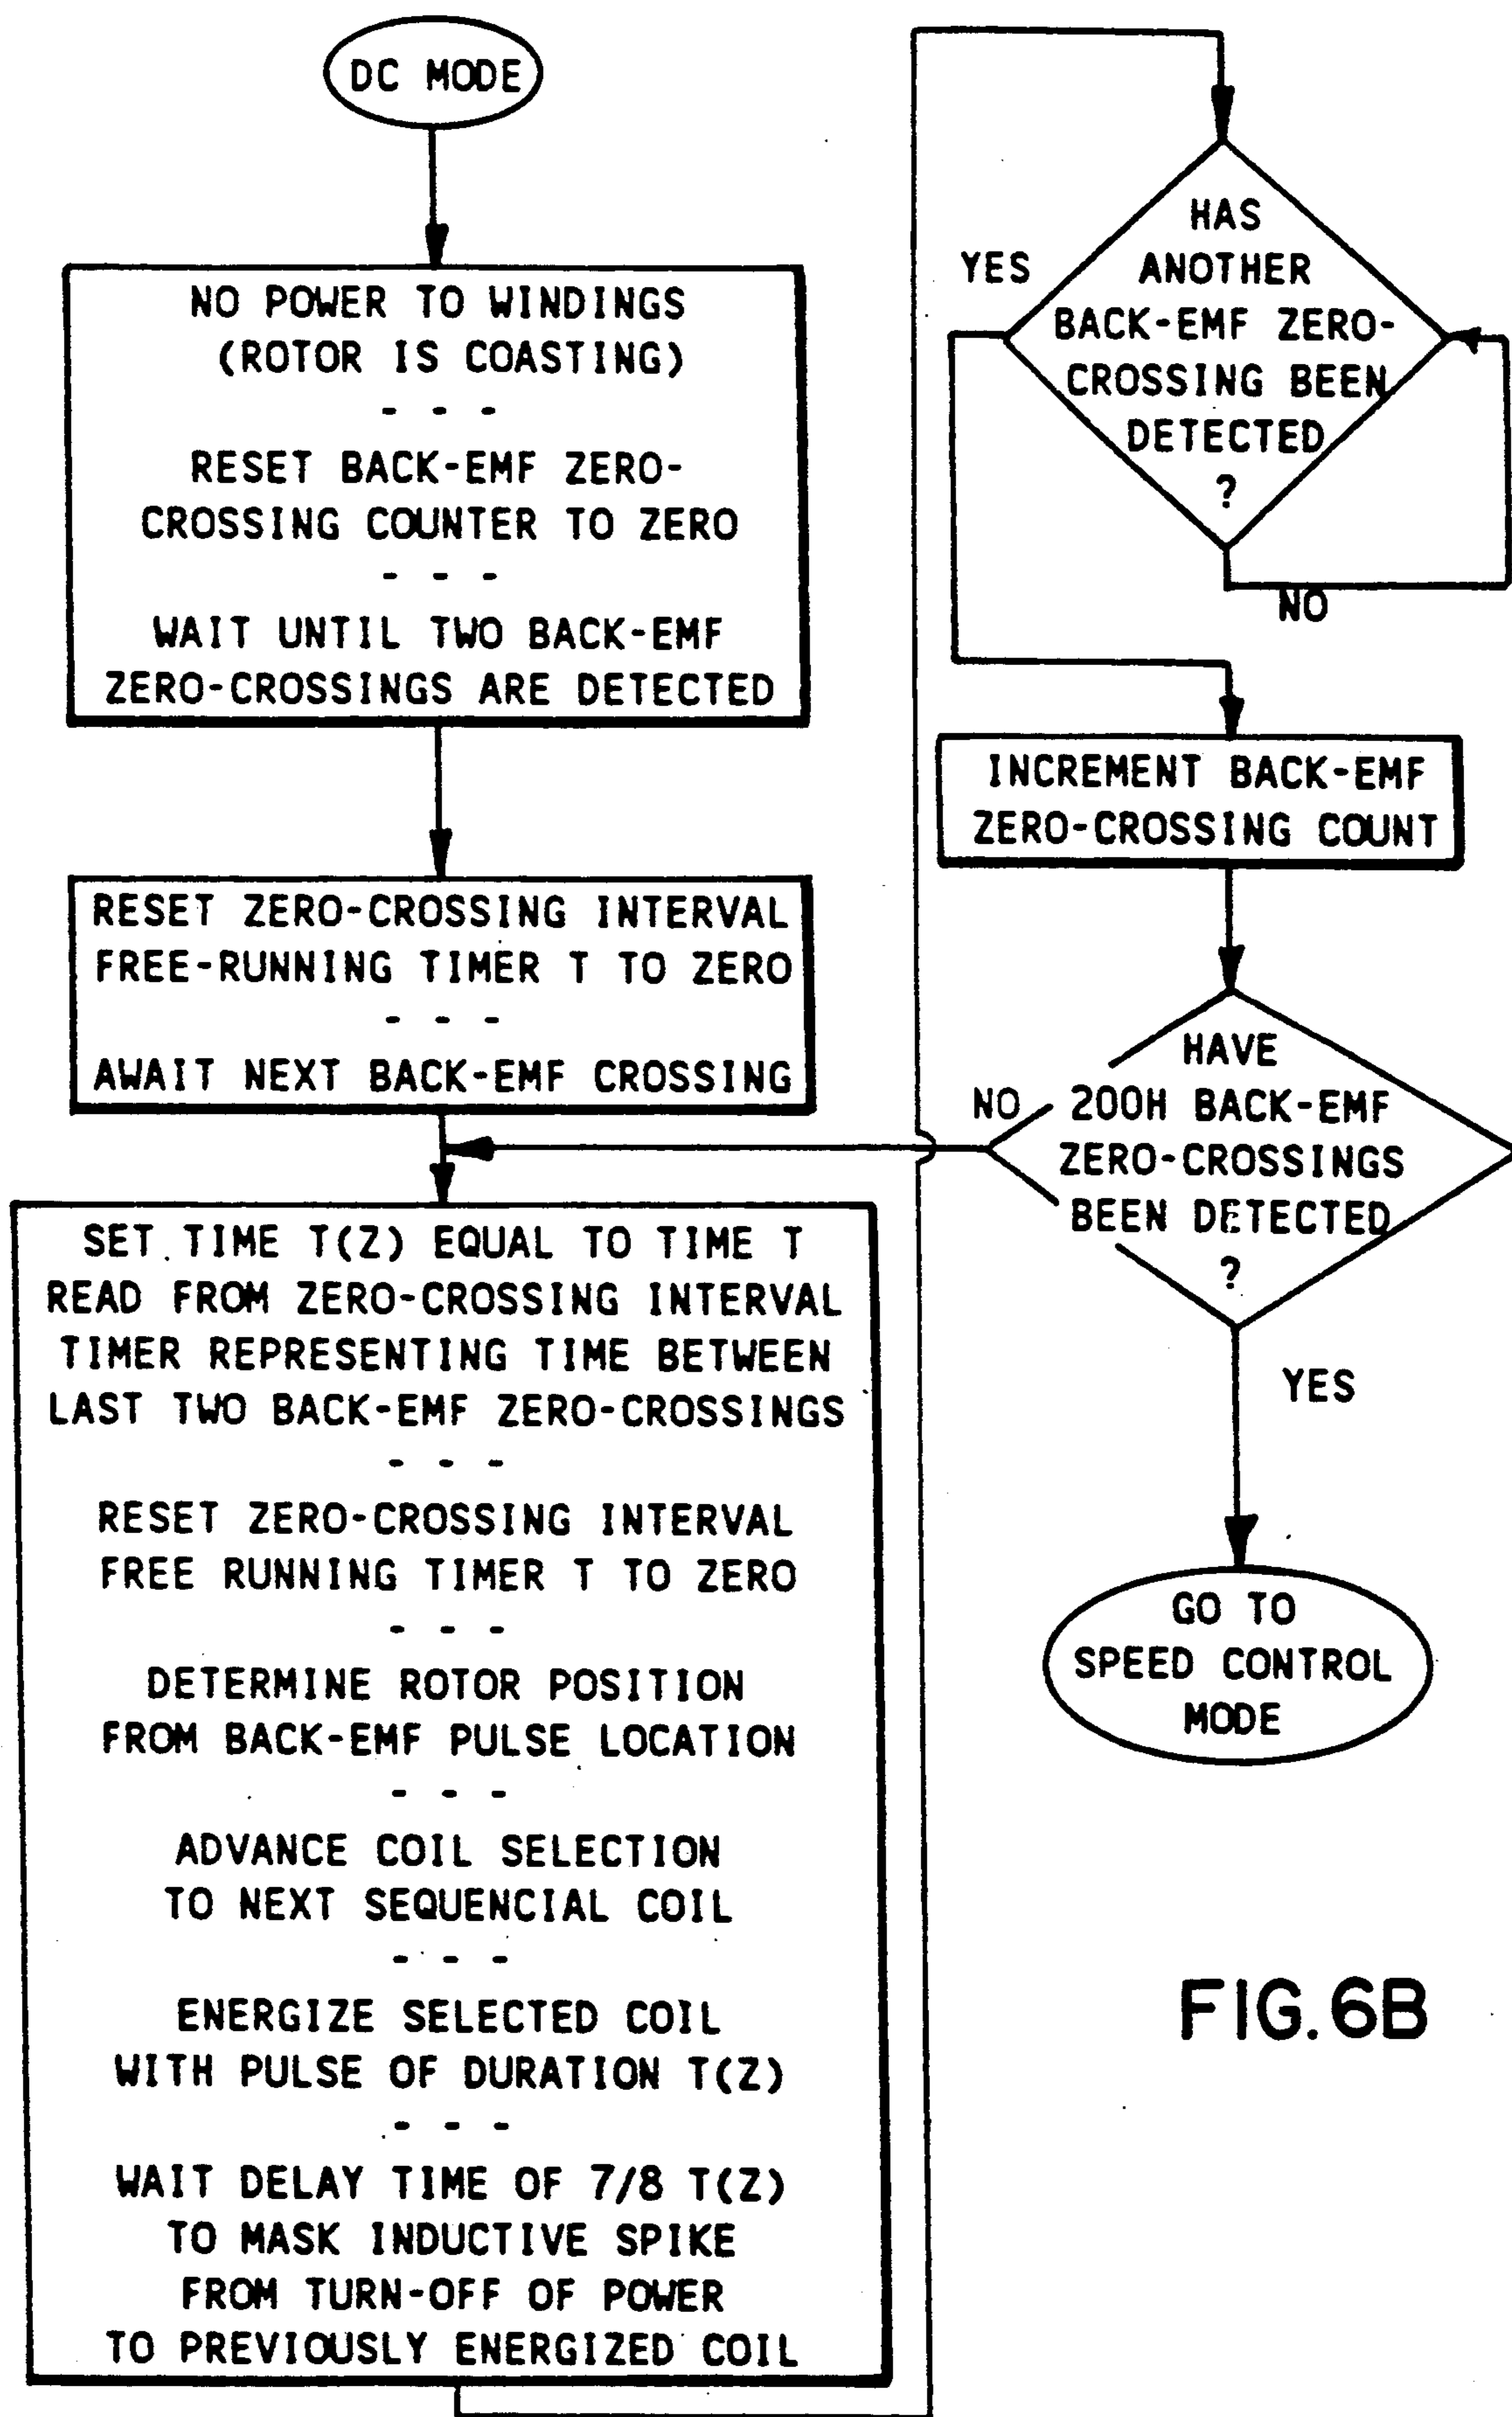 DC MODE
NO POWER TO WINDINGS
(ROTOR IS COASTING)
- - -
RESET BACK-EMF ZERO-
CROSSING COUNTER TO ZERO
- - -
WAIT UNTIL TWO BACK-EMF
ZERO-CROSSINGS ARE DETECTED
RESET ZERO-CROSSING INTERVAL
FREE-RUNNING TIMER T TO ZERO
- - -
AWAIT NEXT BACK-EMF CROSSING
SET TIME T(Z) EQUAL TO TIME T
READ FROM ZERO-CROSSING INTERVAL
TIMER REPRESENTING TIME BETWEEN
LAST TWO BACK-EMF ZERO-CROSSINGS
- - -
RESET ZERO-CROSSING INTERVAL
FREE RUNNING TIMER T TO ZERO
- - -
DETERMINE ROTOR POSITION
FROM BACK-EMF PULSE LOCATION
- - -
ADVANCE COIL SELECTION
TO NEXT SEQUENCIAL COIL
- - -
ENERGIZE SELECTED COIL
WITH PULSE OF DURATION T(Z)
- - -
WAIT DELAY TIME OF 7/8 T(Z)
TO MASK INDUCTIVE SPIKE
FROM TURN-OFF OF POWER
TO PREVIOUSLY ENERGIZED COIL
HAS
ANOTHER
BACK-EMF ZERO-
CROSSING BEEN
DETECTED
?
YES
NO
INCREMENT BACK-EMF
ZERO-CROSSING COUNT
HAVE
200H BACK-EMF
ZERO-CROSSINGS
BEEN DETECTED
?
NO
YES
GO TO
SPEED CONTROL
MODE
FIG.6B